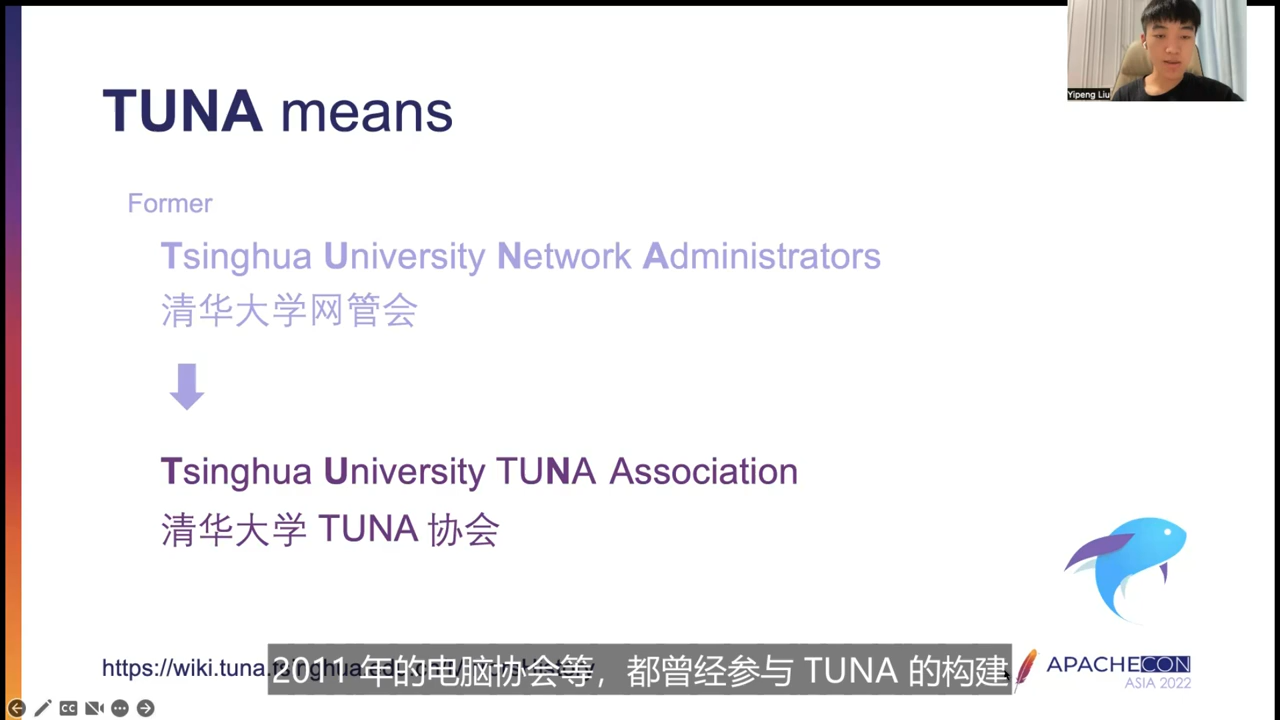 TUNA means
Yipeng Liu
Former
Tsinghua University Network Administrators
清华大学网管会
Tsinghua University TUNA Association
清华大学 TUNA 协会
https://wiki.tuna.
2011 年的电脑协会等，都曾经参与 TUNA 的构建
APACHECON
ASIA 2022
CC